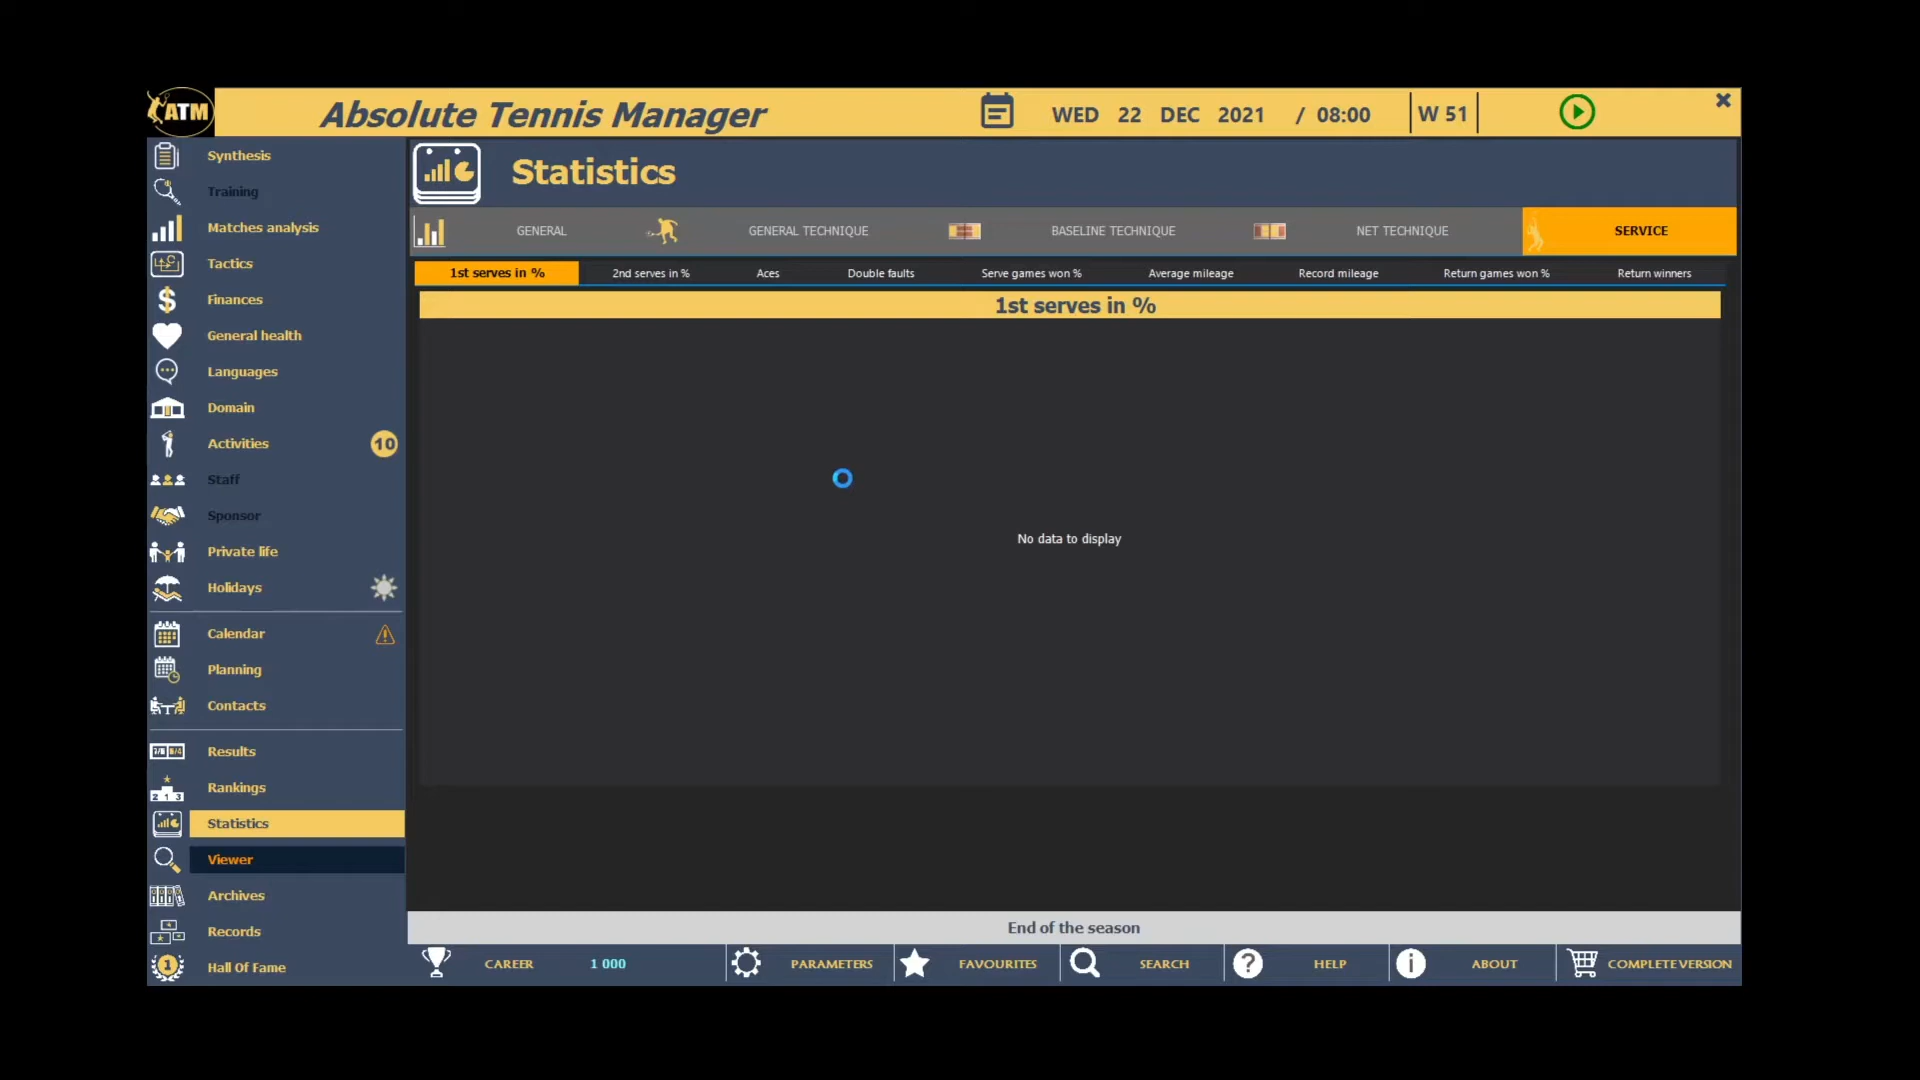 ATM
Absolute Tennis Manager
WED 22 DEC 2021 / 08:00
W 51
Synthesis
Training
Matches analysis
Tactics
Finances
General health
Languages
Domain
Activities 10
Staff
Sponsor
Private life
Holidays
Calendar
Planning
Contacts
Results
Rankings
Statistics
Viewer
Archives
Records
Hall Of Fame
Statistics
GENERAL GENERAL TECHNIQUE BASELINE TECHNIQUE NET TECHNIQUE SERVICE
1st serves in % 2nd serves in % Aces Double faults Serve games won % Average mileage Record mileage Return games won % Return winners
1st serves in %
No data to display
End of the season
CAREER 1 000 PARAMETERS FAVOURITES SEARCH HELP ABOUT COMPLETE VERSION